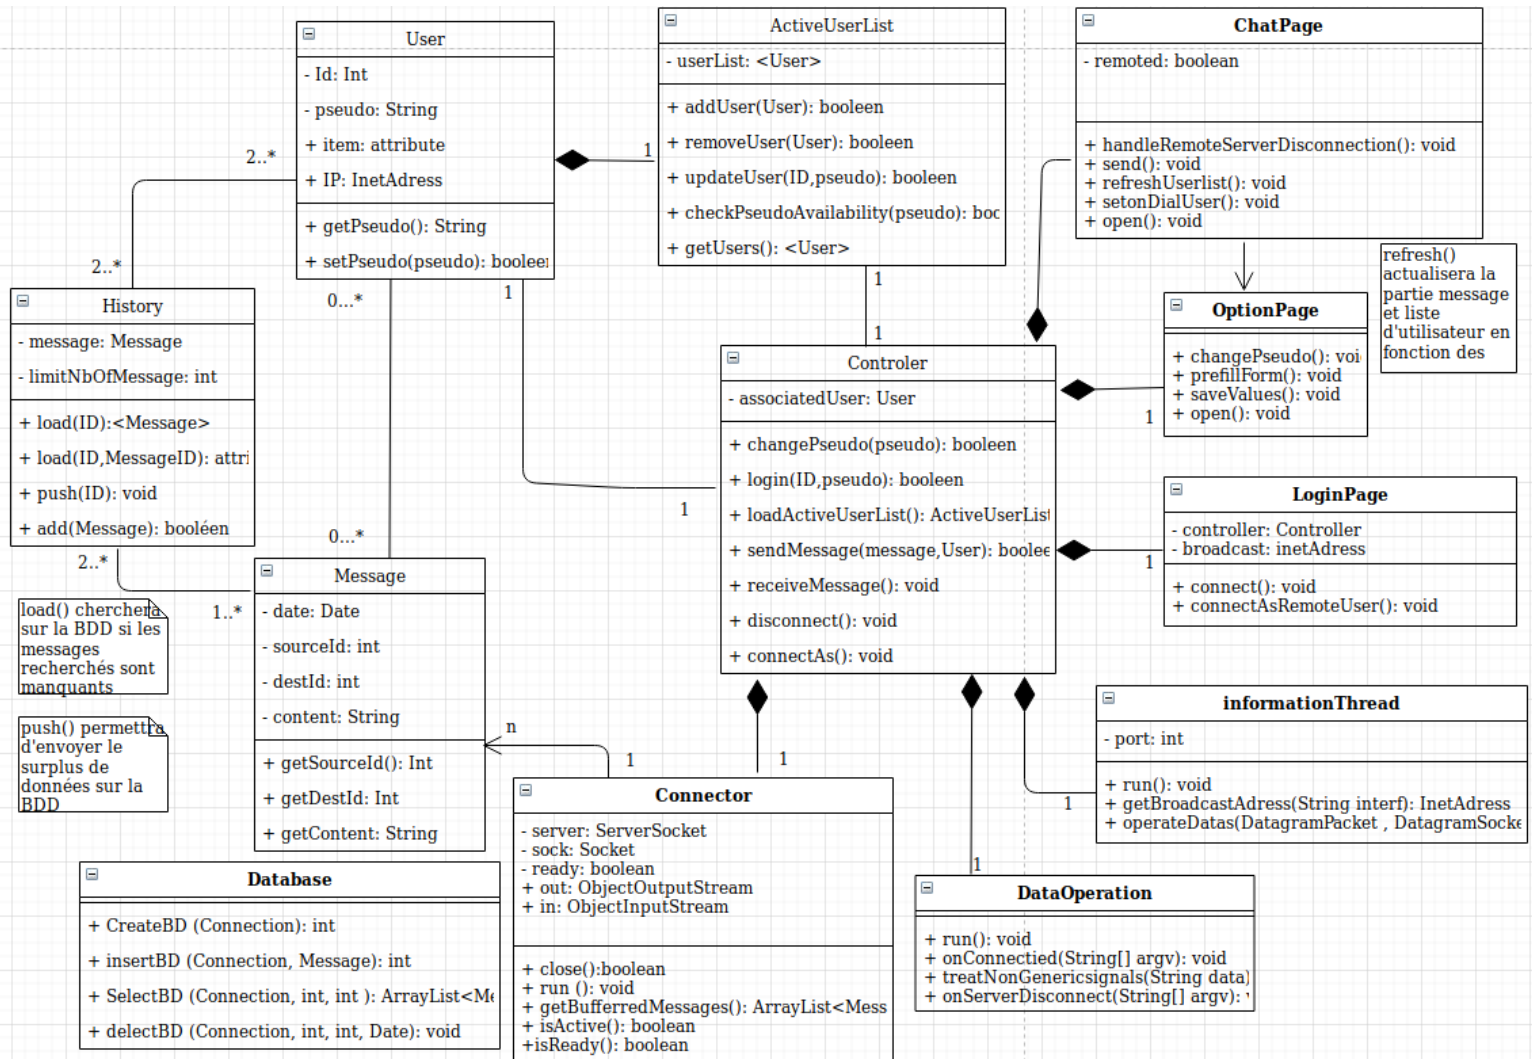 User
- Id: Int
- pseudo: String
+ item: attribute
+ IP: InetAdress
+ getPseudo(): String
+ setPseudo(pseudo): booleen
ActiveUserList
- userList: <User>
+ addUser(User): booleen
+ removeUser(User): booleen
+ updateUser(ID,pseudo): booleen
+ checkPseudoAvailability(pseudo): boo
+ getUsers(): <User>
ChatPage
- remoted: boolean
+ handleRemoteServerDisconnection(): void
+ send(): void
+ refreshUserlist(): void
+ setonDialUser(): void
+ open(): void
2..*
1
2..*
0...*
1
1
1
refresh()
actualisera la
partie message
et liste
d'utilisateur en
fonction des
OptionPage
+ changePseudo(): voi
+ prefillForm(): void
+ saveValues(): void
+ open(): void
1
History
- message: Message
- limitNbOfMessage: int
+ load(ID):<Message>
+ load(ID,MessageID): attri
+ push(ID): void
+ add(Message): booléen
Controler
- associatedUser: User
+ changePseudo(pseudo): booleen
+ login(ID,pseudo): booleen
+ loadActiveUserList(): ActiveUserList
+ sendMessage(message,User): boolee
+ receiveMessage(): void
+ disconnect(): void
+ connectAs(): void
1
0...*
LoginPage
- controller: Controller
- broadcast: inetAdress
+ connect(): void
+ connectAsRemoteUser(): void
1
2..*
1..*
load() cherchera
sur la BDD si les
messages
recherchés sont
manquants
push() permettra
d'envoyer le
surplus de
données sur la
BDD
Message
- date: Date
- sourceId: int
- destId: int
- content: String
+ getSourceId(): Int
+ getDestId: Int
+ getContent: String
n
1
1
informationThread
- port: int
+ run(): void
+ getBroadcastAdress(String interf): InetAdress
+ operateDatas(DatagramPacket , DatagramSocke
1
1
Database
+ CreateBD (Connection): int
+ insertBD (Connection, Message): int
+ SelectBD (Connection, int, int ): ArrayList<Me
+ delectBD (Connection, int, int, Date): void
Connector
- server: ServerSocket
- sock: Socket
- ready: boolean
+ out: ObjectOutputStream
+ in: ObjectInputStream
+ close():boolean
+ run (): void
+ getBufferredMessages(): ArrayList<Mess
+ isActive(): boolean
+isReady(): boolean
DataOperation
+ run(): void
+ onConnectied(String[] argv): void
+ treatNonGenericsignals(String data)
+ onServerDisconnect(String[] argv):